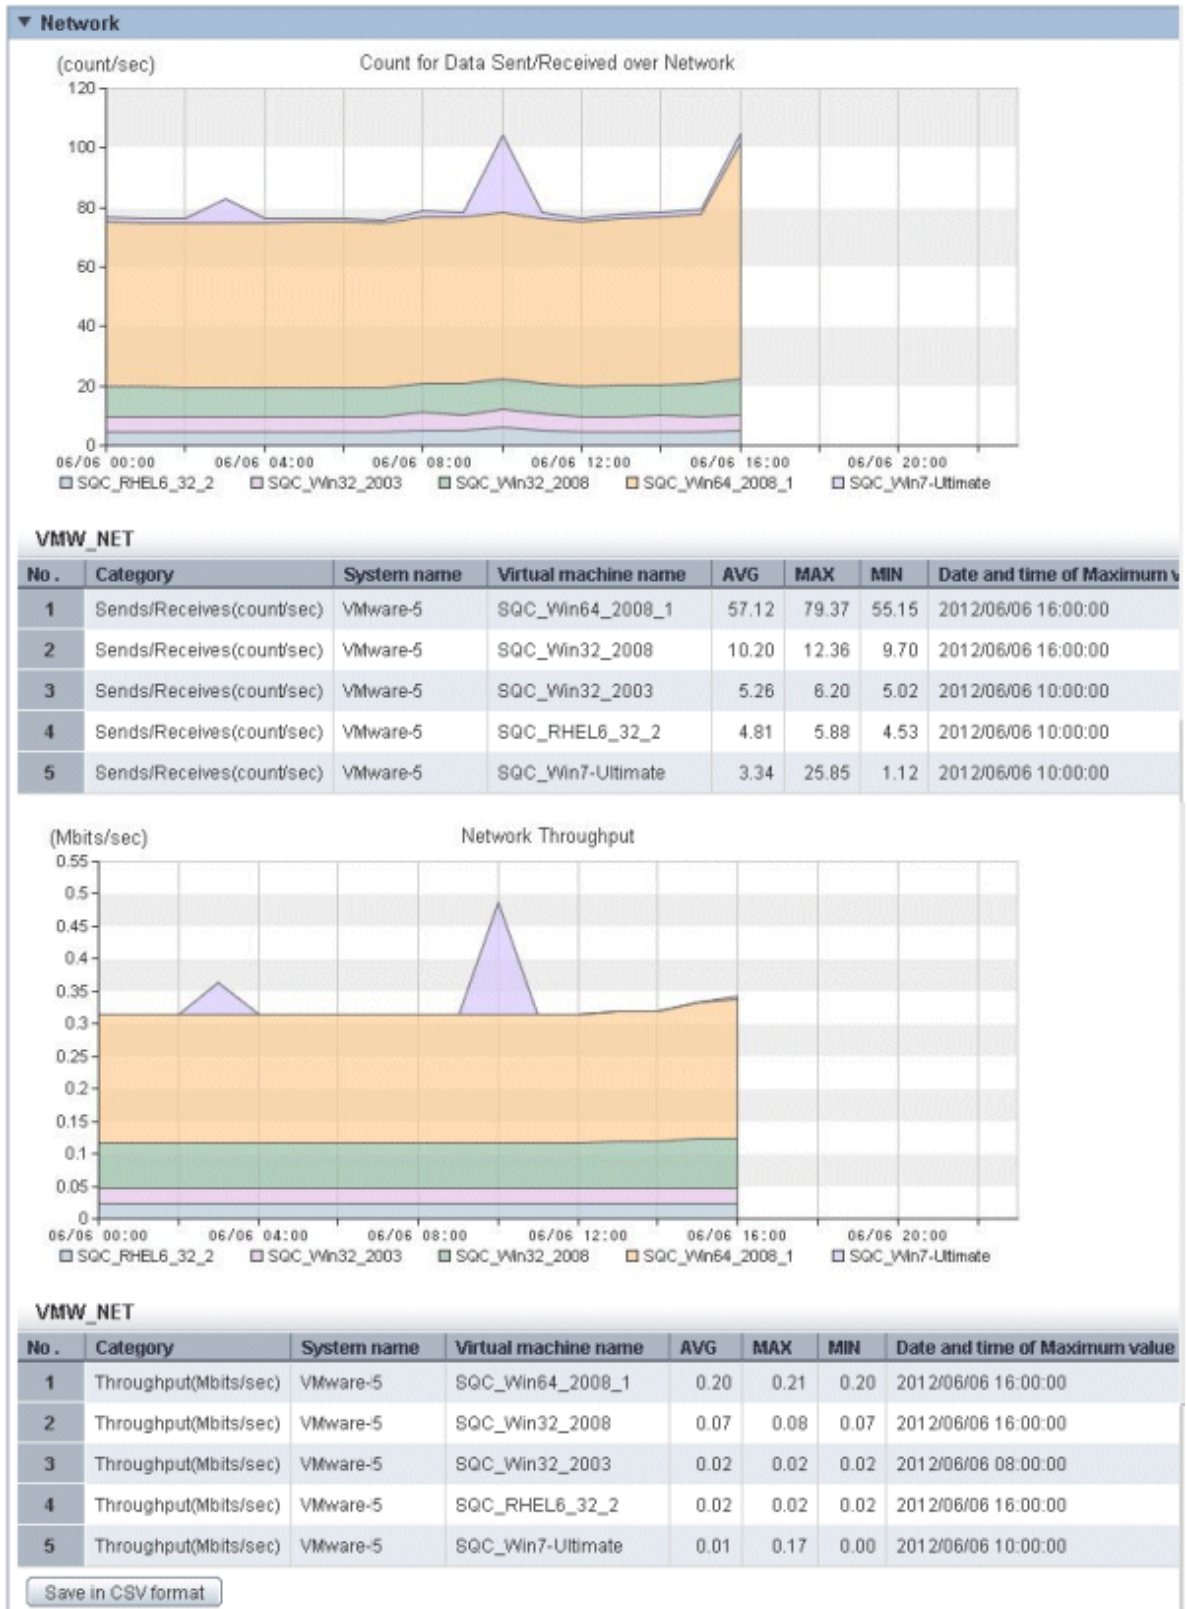 Network
(count/sec) Count for Data Sent/Received over Network
120
100
80
60
40
20
0
06/06 00:00 06/06 04:00 06/06 08:00 06/06 12:00 06/06 16:00 06/06 20:00
SQC_RHEL6_32_2 SQC_Win32_2003 SQC_Win32_2008 SQC_Win64_2008_1 SQC_Win7-Ultimate
VMW_NET
No. Category System name Virtual machine name AVG MAX MIN Date and time of Maximum v
1 Sends/Receives(count/sec) VMware-5 SQC_Win64_2008_1 57.12 79.37 55.15 2012/06/06 16:00:00
2 Sends/Receives(count/sec) VMware-5 SQC_Win32_2008 10.20 12.36 9.70 2012/06/06 16:00:00
3 Sends/Receives(count/sec) VMware-5 SQC_Win32_2003 5.26 6.20 5.02 2012/06/06 10:00:00
4 Sends/Receives(count/sec) VMware-5 SQC_RHEL6_32_2 4.81 5.88 4.53 2012/06/06 10:00:00
5 Sends/Receives(count/sec) VMware-5 SQC_Win7-Ultimate 3.34 25.85 1.12 2012/06/06 10:00:00
(Mbits/sec) Network Throughput
0.55
0.5
0.45
0.4
0.35
0.3
0.25
0.2
0.15
0.1
0.05
0
06/06 00:00 06/06 04:00 06/06 08:00 06/06 12:00 06/06 16:00 06/06 20:00
SQC_RHEL6_32_2 SQC_Win32_2003 SQC_Win32_2008 SQC_Win64_2008_1 SQC_Win7-Ultimate
VMW_NET
No. Category System name Virtual machine name AVG MAX MIN Date and time of Maximum value
1 Throughput(Mbits/sec) VMware-5 SQC_Win64_2008_1 0.20 0.21 0.20 2012/06/06 16:00:00
2 Throughput(Mbits/sec) VMware-5 SQC_Win32_2008 0.07 0.08 0.07 2012/06/06 16:00:00
3 Throughput(Mbits/sec) VMware-5 SQC_Win32_2003 0.02 0.02 0.02 2012/06/06 08:00:00
4 Throughput(Mbits/sec) VMware-5 SQC_RHEL6_32_2 0.02 0.02 0.02 2012/06/06 16:00:00
5 Throughput(Mbits/sec) VMware-5 SQC_Win7-Ultimate 0.01 0.17 0.00 2012/06/06 10:00:00
Save in CSV format